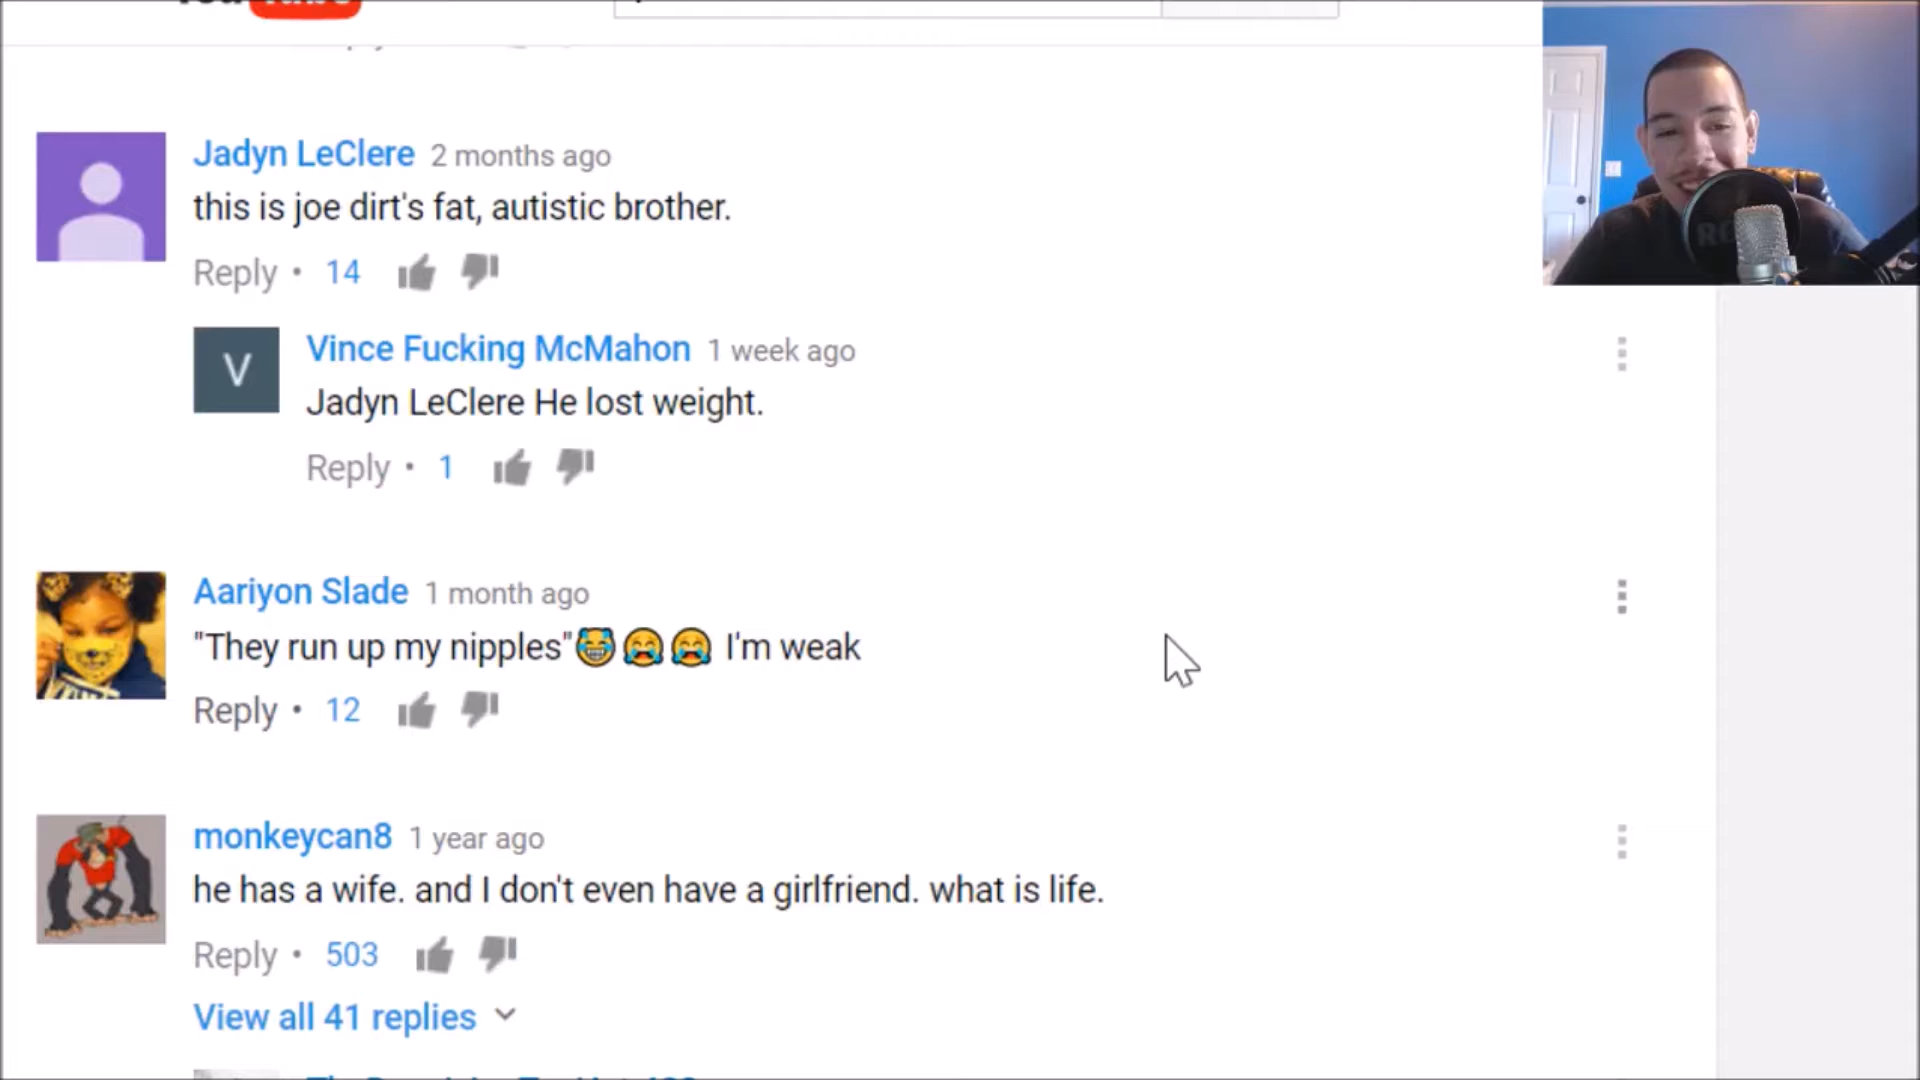 You Tube
Jadyn LeClere 2 months ago
this is joe dirt's fat, autistic brother.
Reply • 14
V
Vince Fucking McMahon 1 week ago
Jadyn LeClere He lost weight.
Reply • 1
Aariyon Slade 1 month ago
"They run up my nipples"😹😂😂 I'm weak
Reply • 12
monkeycan8 1 year ago
he has a wife. and I don't even have a girlfriend. what is life.
Reply • 503
View all 41 replies